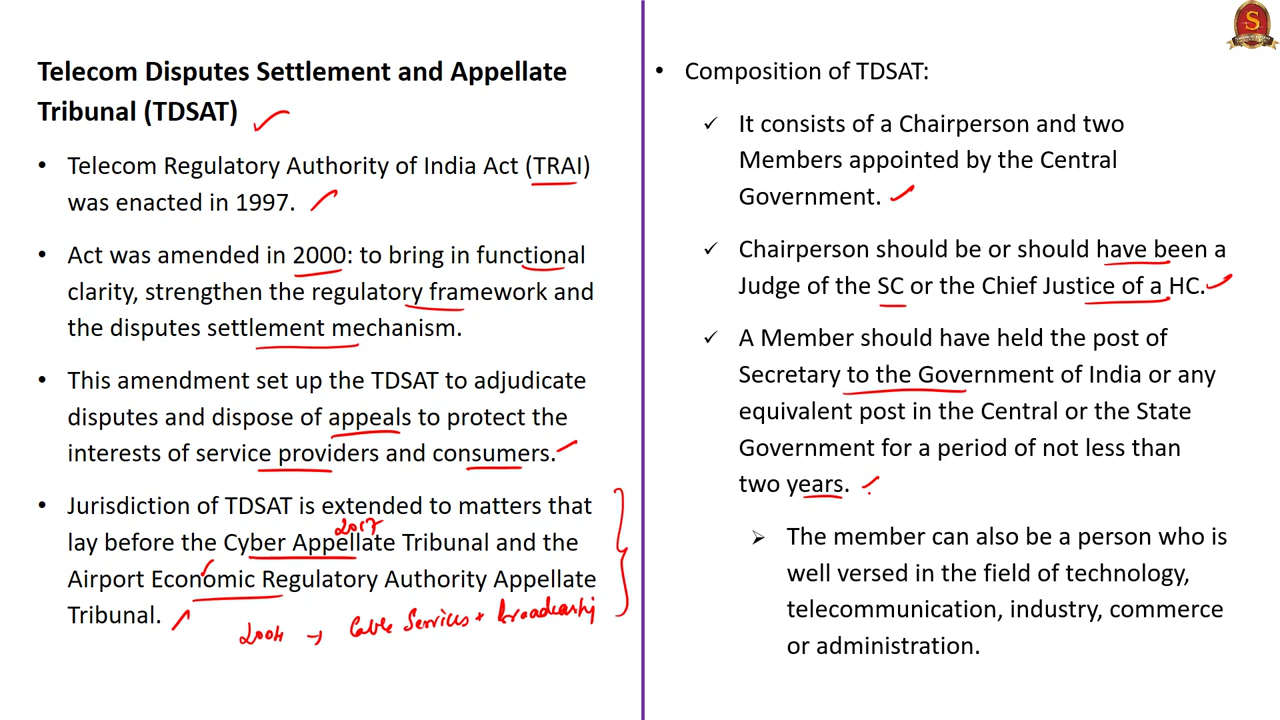 Telecom Disputes Settlement and Appellate
Tribunal (TDSAT)
• Telecom Regulatory Authority of India Act (TRAI)
was enacted in 1997.
• Act was amended in 2000: to bring in functional
clarity, strengthen the regulatory framework and
the disputes settlement mechanism.
• This amendment set up the TDSAT to adjudicate
disputes and dispose of appeals to protect the
interests of service providers and consumers.
• Jurisdiction of TDSAT is extended to matters that
2017
lay before the Cyber Appellate Tribunal and the
Airport Economic Regulatory Authority Appellate
Tribunal.
2004 → Cable Services + Broadcasting
• Composition of TDSAT:
✓ It consists of a Chairperson and two
Members appointed by the Central
Government.
✓ Chairperson should be or should have been a
Judge of the SC or the Chief Justice of a HC.
✓ A Member should have held the post of
Secretary to the Government of India or any
equivalent post in the Central or the State
Government for a period of not less than
two years.
➢ The member can also be a person who is
well versed in the field of technology,
telecommunication, industry, commerce
or administration.
S